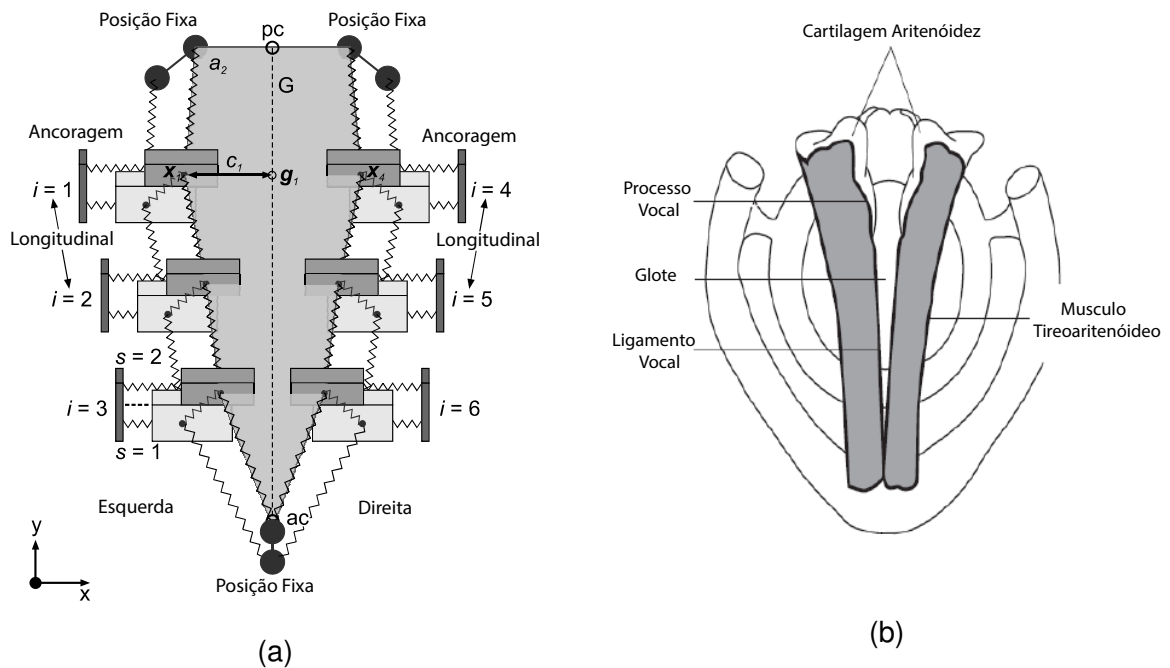 Posição Fixa
pc
Posição Fixa
a2
G
Ancoragem
Ancoragem
x1
c1
g1
x4
i = 1
i = 4
Longitudinal
Longitudinal
i = 2
i = 5
s = 2
i = 3
i = 6
s = 1
Esquerda
ac
Direita
y
x
Posição Fixa
(a)
Cartilagem Aritenóidez
Processo
Vocal
Glote
Ligamento
Vocal
Musculo
Tireoaritenóideo
(b)